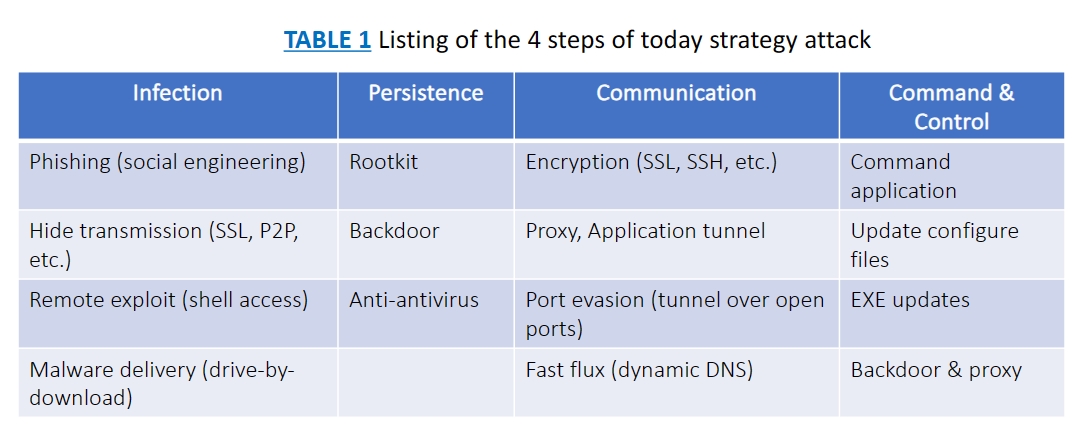 TABLE 1 Listing of the 4 steps of today strategy attack
Infection
Persistence
Communication
Command &
Control
Phishing (social engineering)
Rootkit
Encryption (SSL, SSH, etc.)
Command
application
Hide transmission (SSL, P2P,
etc.)
Backdoor
Proxy, Application tunnel
Update configure
files
Remote exploit (shell access)
Anti-antivirus
Port evasion (tunnel over open
ports)
EXE updates
Malware delivery (drive-by-
download)
Fast flux (dynamic DNS)
Backdoor & proxy